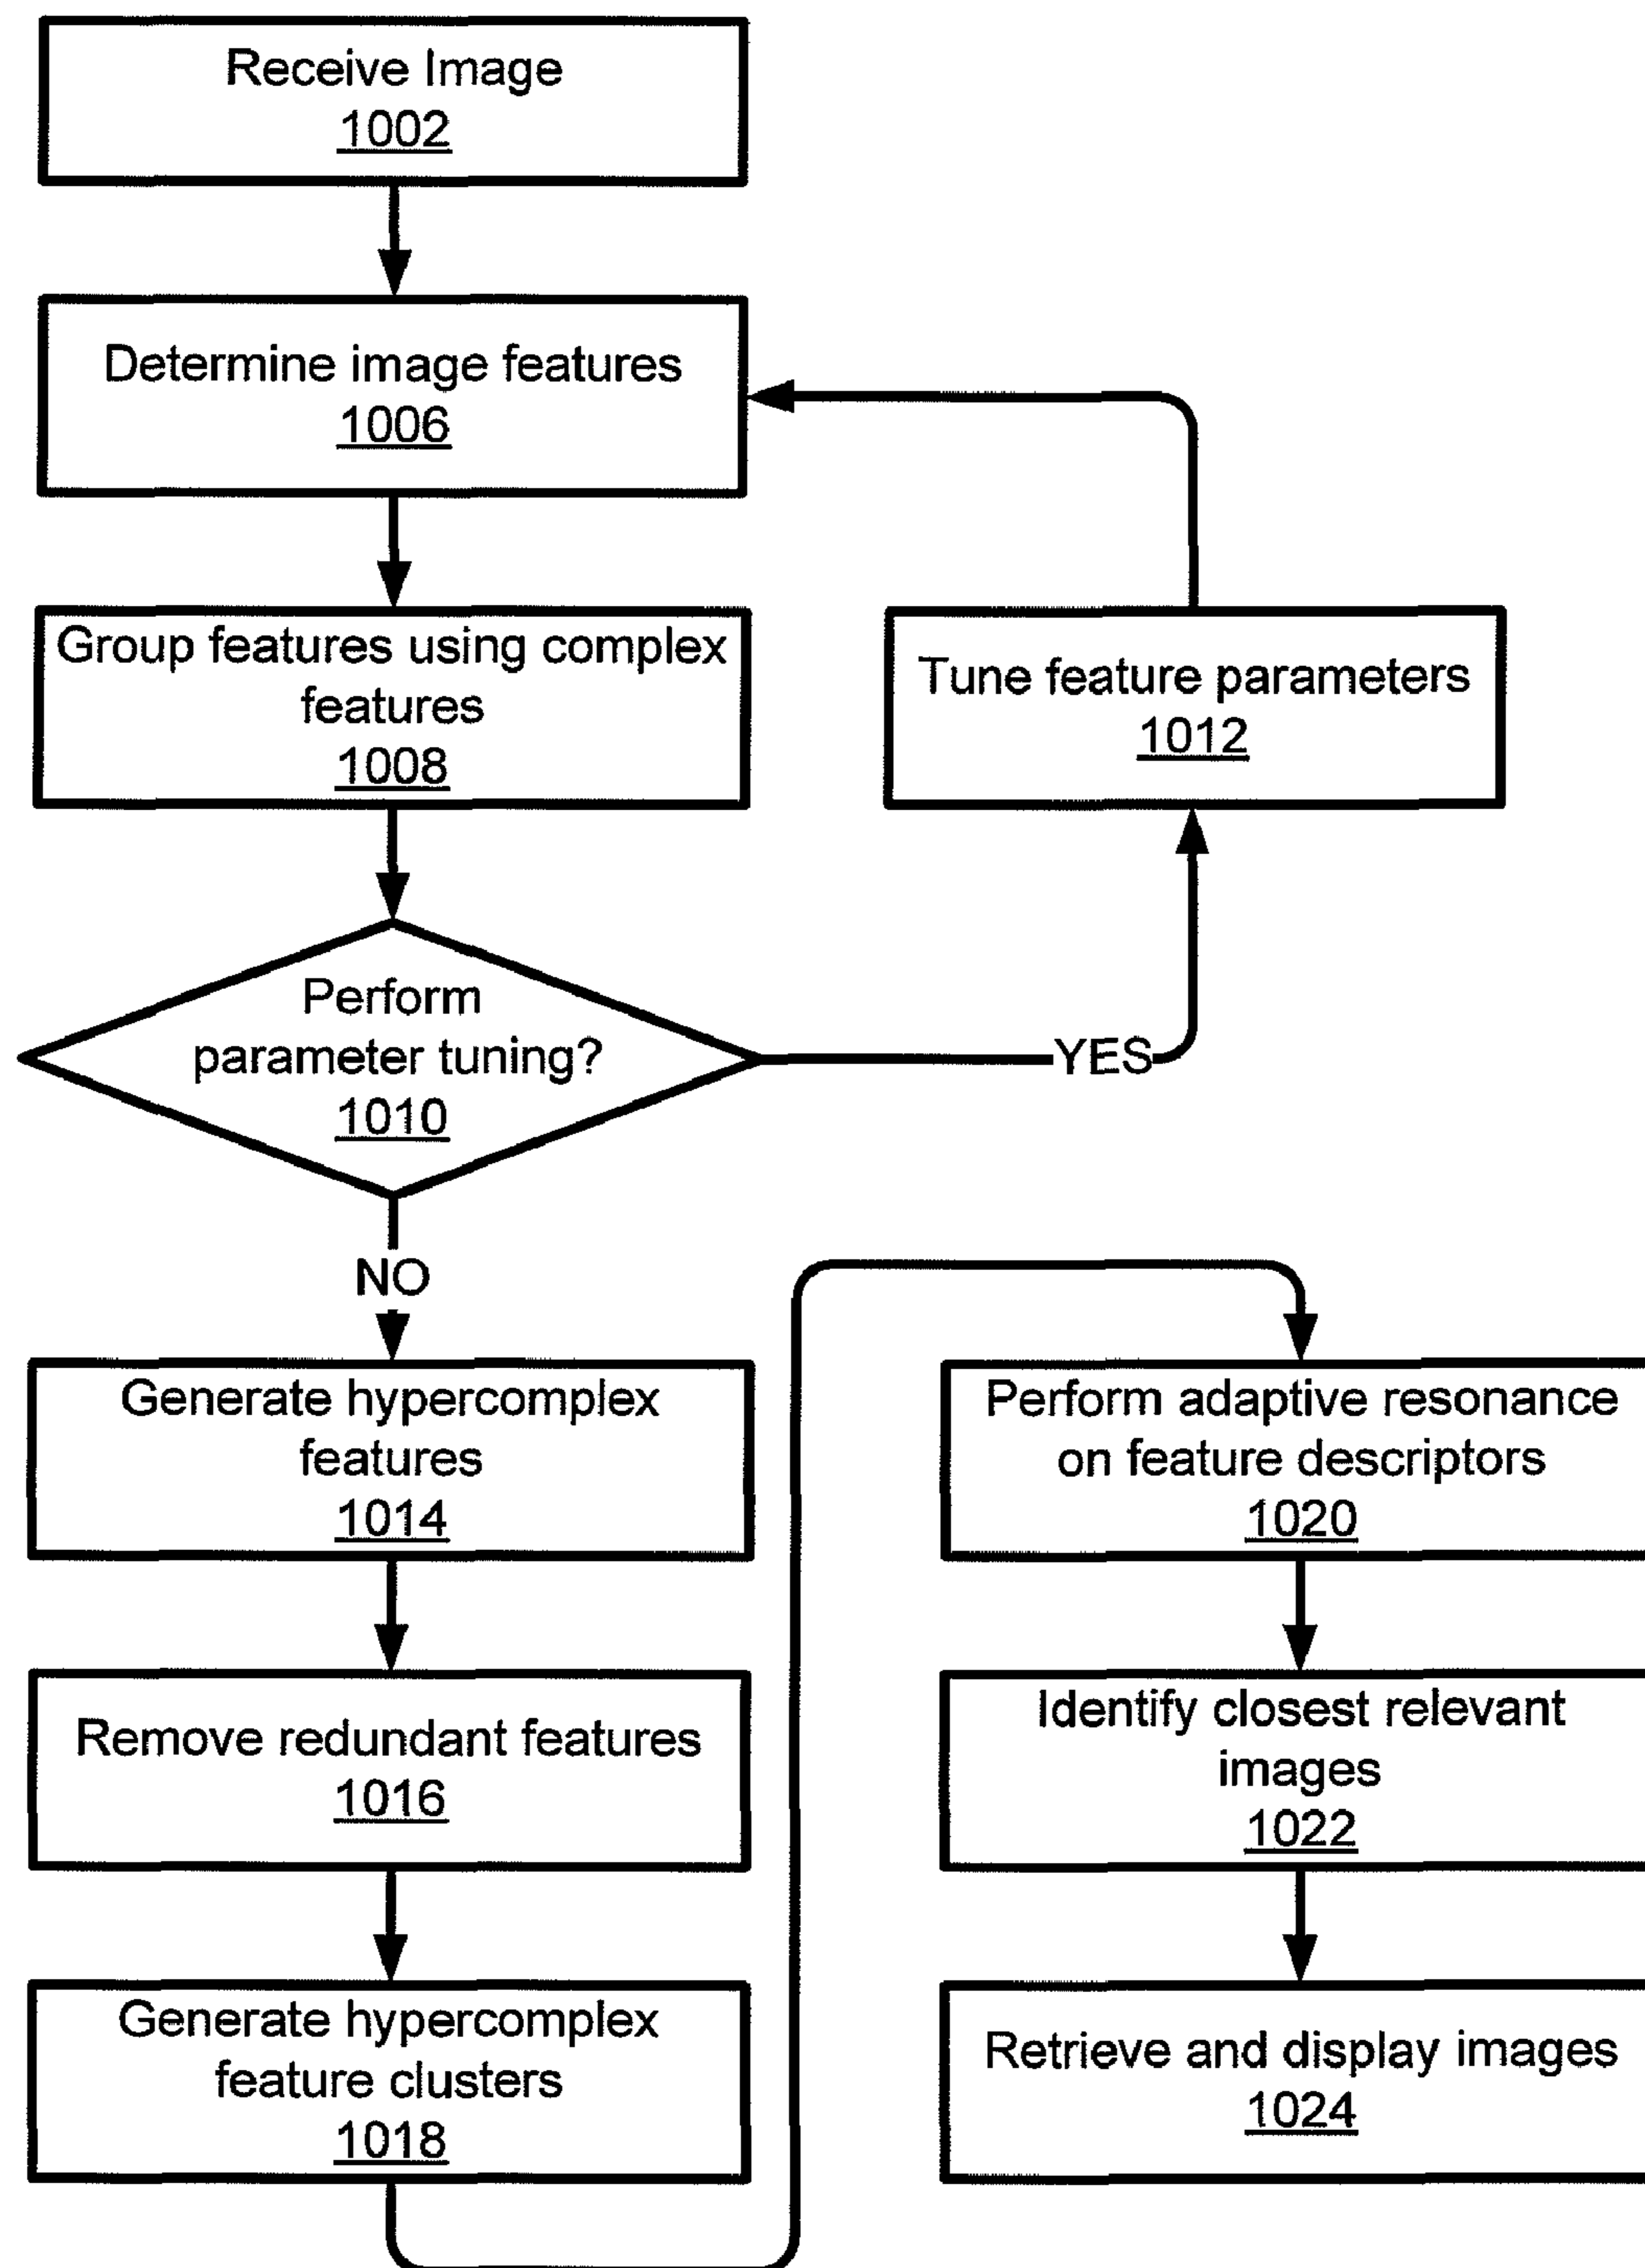 Receive Image
1002
Determine image features
1006
Group features using complex
features
1008
Tune feature parameters
1012
Perform
parameter tuning?
1010
YES
NO
Generate hypercomplex
features
1014
Remove redundant features
1016
Generate hypercomplex
feature clusters
1018
Perform adaptive resonance
on feature descriptors
1020
Identify closest relevant
images
1022
Retrieve and display images
1024